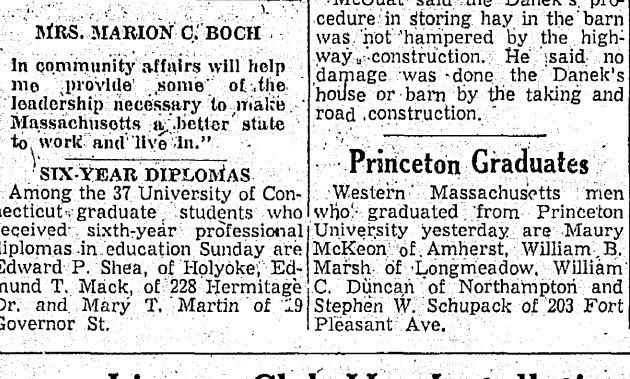 MRS. MARION C. BOCH
In community affairs will help
me provide some of the
leadership necessary to make
Massachusetts a better state
to work and live in."
SIX-YEAR DIPLOMAS
Among the 37 University of Con-
necticut graduate students who
received sixth-year professional
diplomas in education Sunday are
Edward P. Shea, of Holyoke, Ed-
mund T. Mack, of 228 Hermitage
Dr. and Mary T. Martin of 19
Governor St.
said the Danek's pro-
cedure in storing hay in the barn
was not hampered by the high-
way construction. He said no
damage was done the Danek's
house or barn by the taking and
road construction.
Princeton Graduates
Western Massachusetts men
who graduated from Princeton
University yesterday are Maury
McKeon of Amherst, William B.
Marsh of Longmeadow, William
C. Duncan of Northampton and
Stephen W. Schupack of 203 Fort
Pleasant Ave.